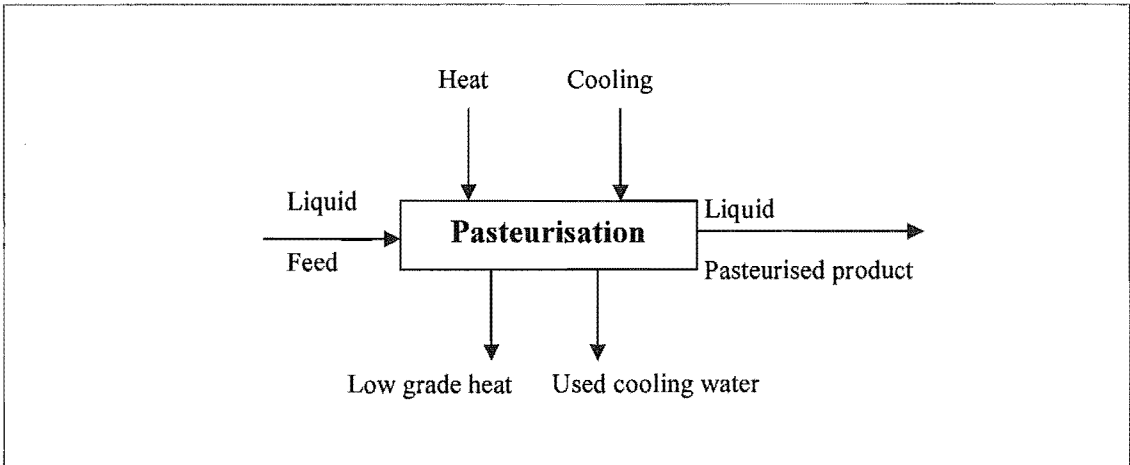 Heat
Cooling
Liquid
Feed
Pasteurisation
Liquid
Pasteurised product
Low grade heat
Used cooling water